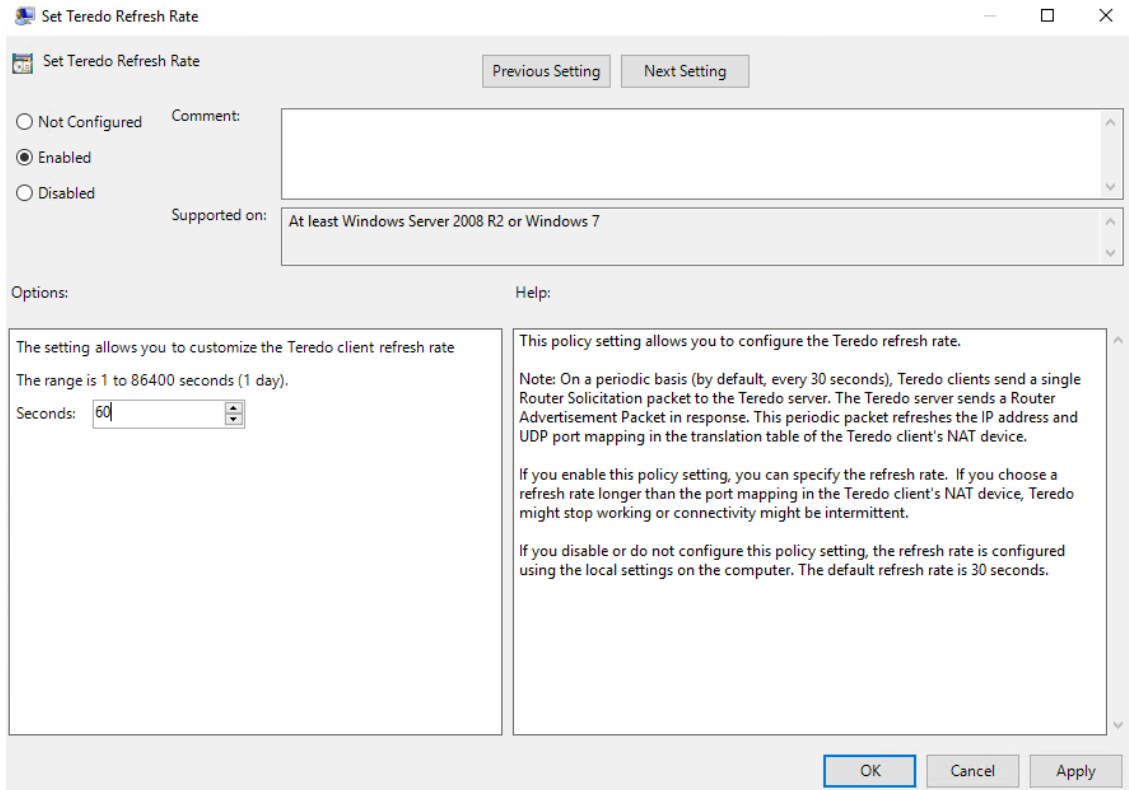 Set Teredo Refresh Rate
Set Teredo Refresh Rate
Previous Setting
Next Setting
Not Configured
Enabled
Disabled
Comment:
Supported on:
At least Windows Server 2008 R2 or Windows 7
Options:
Help:
The setting allows you to customize the Teredo client refresh rate
The range is 1 to 86400 seconds (1 day).
Seconds: 60
This policy setting allows you to configure the Teredo refresh rate.
Note: On a periodic basis (by default, every 30 seconds), Teredo clients send a single
Router Solicitation packet to the Teredo server. The Teredo server sends a Router
Advertisement Packet in response. This periodic packet refreshes the IP address and
UDP port mapping in the translation table of the Teredo client's NAT device.
If you enable this policy setting, you can specify the refresh rate.  If you choose a
refresh rate longer than the port mapping in the Teredo client's NAT device, Teredo
might stop working or connectivity might be intermittent.
If you disable or do not configure this policy setting, the refresh rate is configured
using the local settings on the computer. The default refresh rate is 30 seconds.
OK
Cancel
Apply